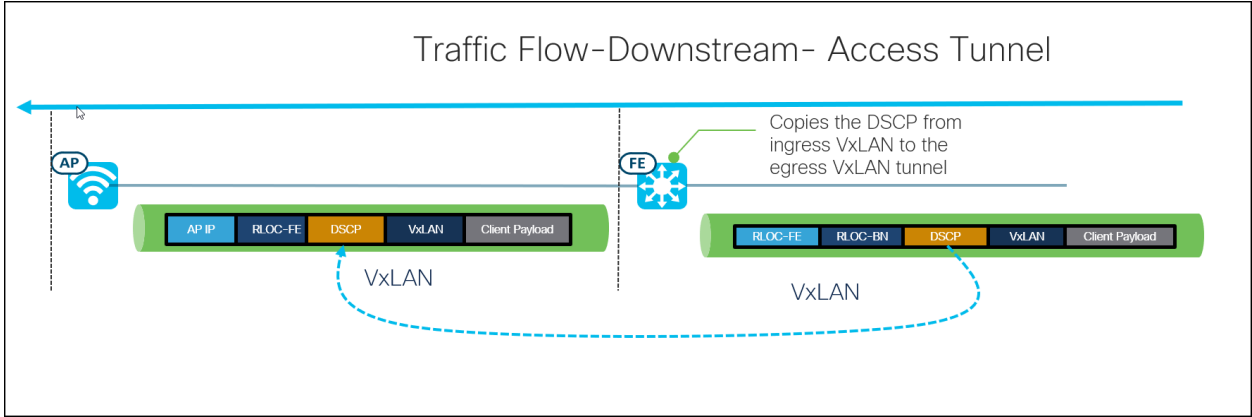 Traffic Flow-Downstream- Access Tunnel
Copies the DSCP from
ingress VxLAN to the
egress VxLAN tunnel
AP
FE
AP IP RLOC-FE DSCP VxLAN Client Payload
RLOC-FE RLOC-BN DSCP VxLAN Client Payload
VxLAN
VxLAN